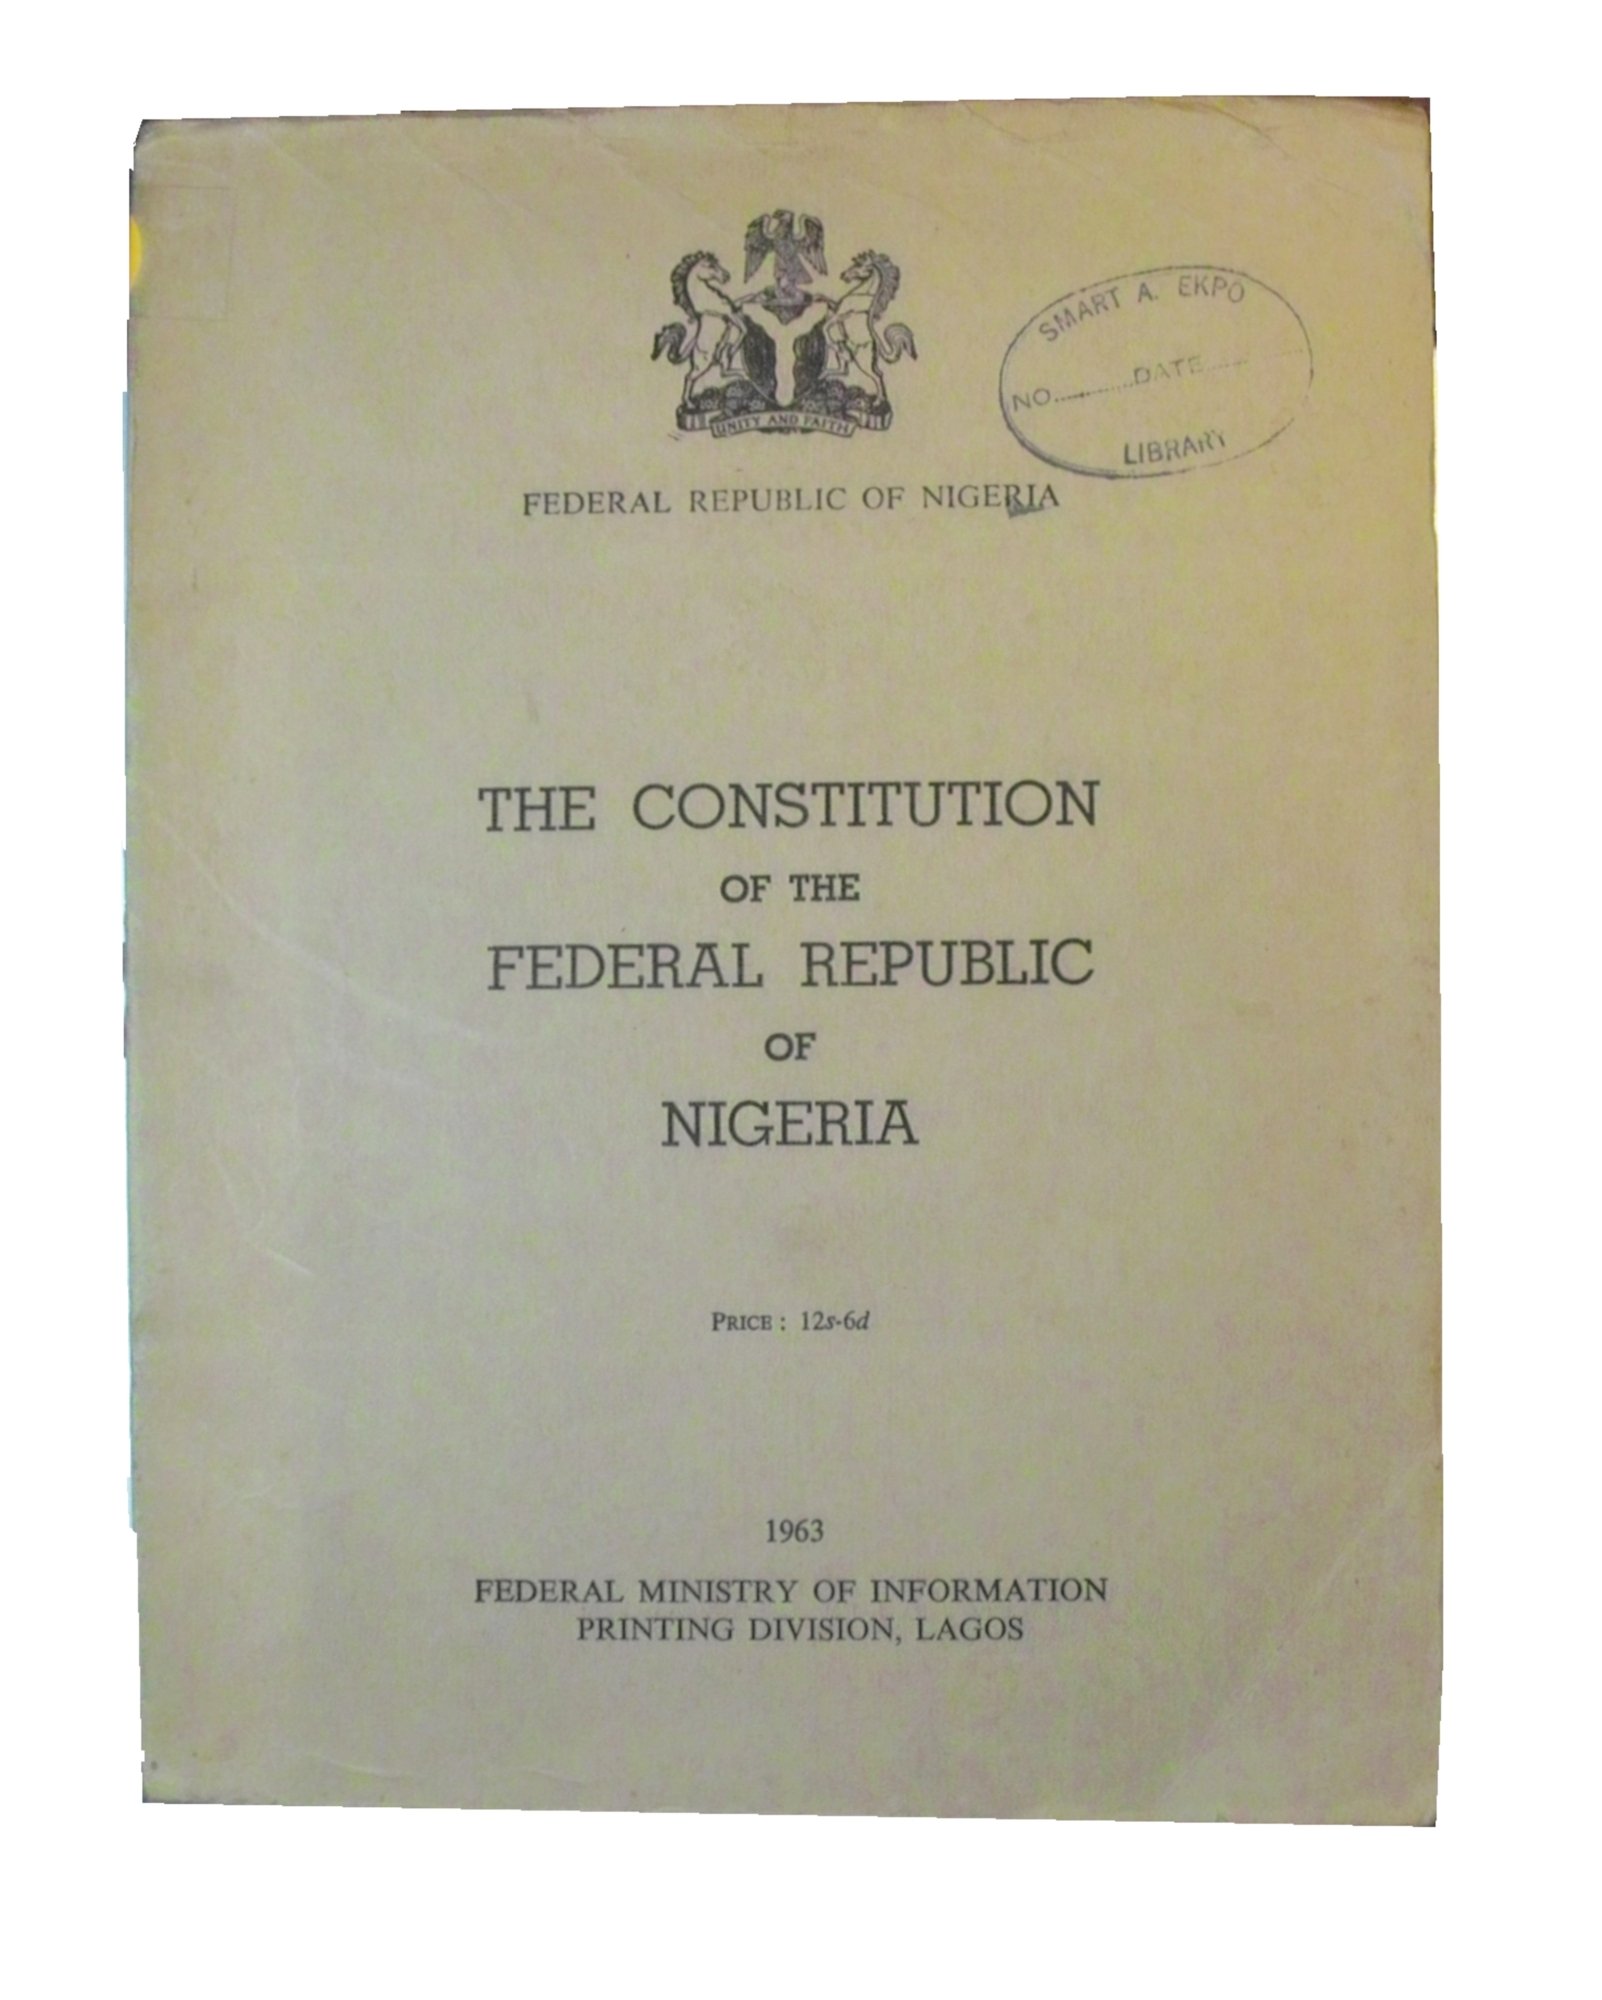 UNITY AND FAITH
SMART A. EKPO
NO............DATE........
LIBRARY
FEDERAL REPUBLIC OF NIGERIA
THE CONSTITUTION
OF THE
FEDERAL REPUBLIC
OF
NIGERIA
PRICE : 12s-6d
1963
FEDERAL MINISTRY OF INFORMATION
PRINTING DIVISION, LAGOS